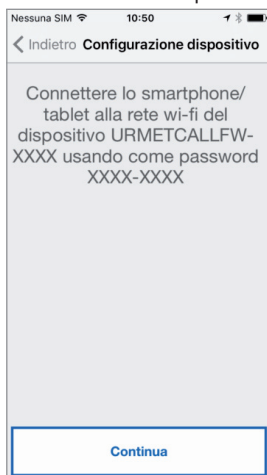 Nessuna SIM 10:50
Indietro Configurazione dispositivo
Connettere lo smartphone/
tablet alla rete wi-fi del
dispositivo URMETCALLFW-
XXXX usando come password
XXXX-XXXX
Continua